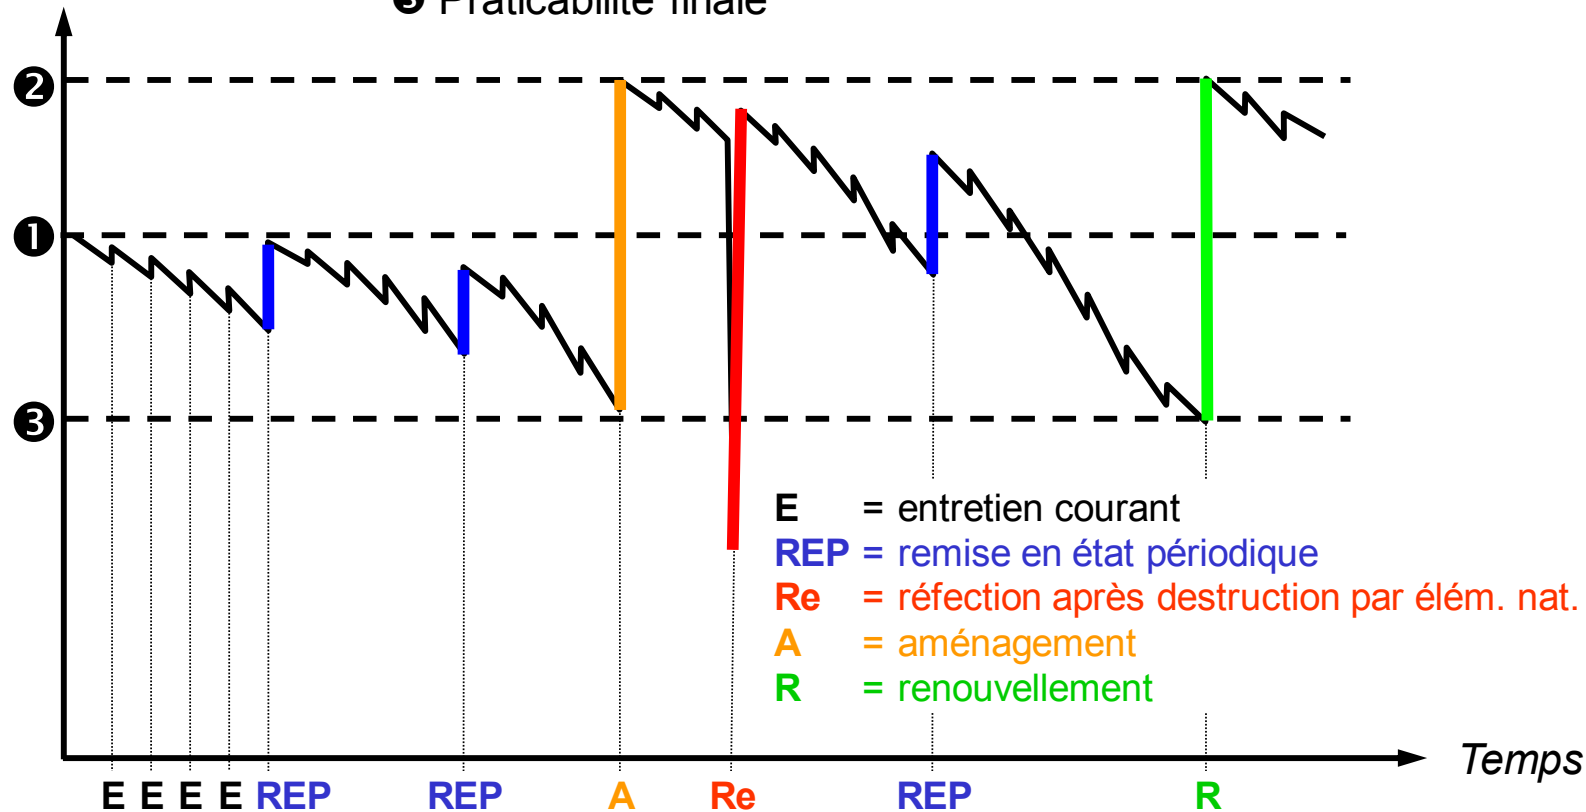 ❸ Praticabilité finale
❷
❶
❸
E = entretien courant
REP = remise en état périodique
Re = réfection après destruction par élém. nat.
A = aménagement
R = renouvellement
Temps
E E E E REP REP A Re REP R